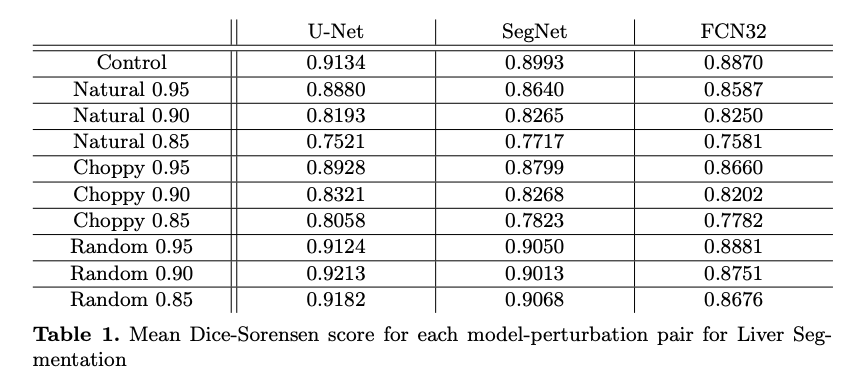 U-Net SegNet FCN32
Control 0.9134 0.8993 0.8870
Natural 0.95 0.8880 0.8640 0.8587
Natural 0.90 0.8193 0.8265 0.8250
Natural 0.85 0.7521 0.7717 0.7581
Choppy 0.95 0.8928 0.8799 0.8660
Choppy 0.90 0.8321 0.8268 0.8202
Choppy 0.85 0.8058 0.7823 0.7782
Random 0.95 0.9124 0.9050 0.8881
Random 0.90 0.9213 0.9013 0.8751
Random 0.85 0.9182 0.9068 0.8676
Table 1. Mean Dice-Sorensen score for each model-perturbation pair for Liver Seg-
mentation